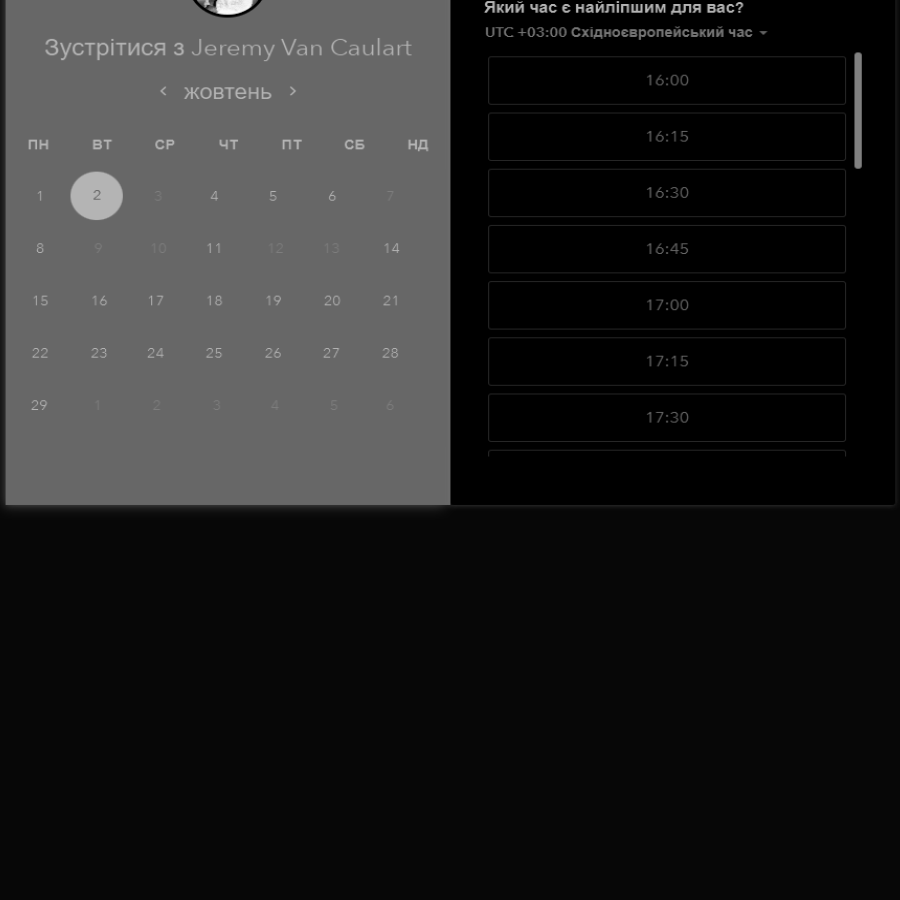 Зустрітися з Jeremy Van Caulart
жовтень
ПН ВТ СР ЧТ ПТ СБ НД
1 2 3 4 5 6 7
8 9 10 11 12 13 14
15 16 17 18 19 20 21
22 23 24 25 26 27 28
29 1 2 3 4 5 6
Який час є найліпшим для вас?
UTC +03:00 Східноєвропейський час
16:00
16:15
16:30
16:45
17:00
17:15
17:30